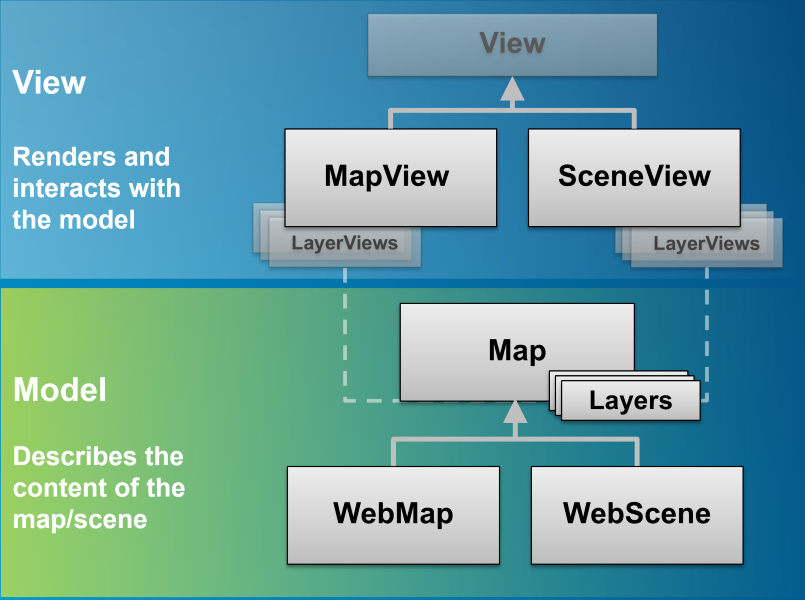 View
View
Renders and
interacts with
the model
MapView
SceneView
LayerViews
LayerViews
Map
Layers
Model
Describes the
content of the
map/scene
WebMap
WebScene